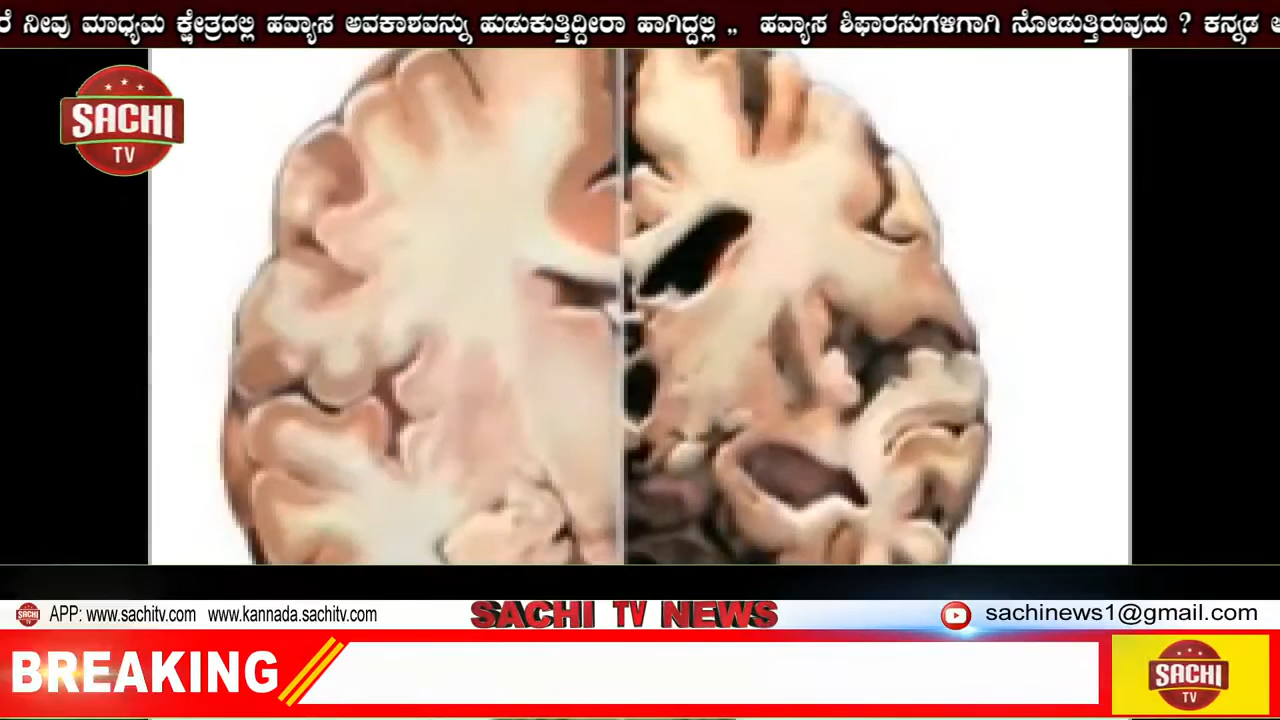 ನೀವು ಮಾಧ್ಯಮ ಕ್ಷೇತ್ರದಲ್ಲಿ ಹವ್ಯಾಸ ಅವಕಾಶವನ್ನು ಹುಡುಕುತ್ತಿದ್ದೀರಾ ಹಾಗಿದ್ದಲ್ಲಿ ,, ಹವ್ಯಾಸ ಶಿಫಾರಸುಗಳಿಗಾಗಿ ನೋಡುತ್ತಿರುವುದು ? ಕನ್ನಡ
SACHI
TV
APP: www.sachitv.com www.kannada.sachitv.com
SACHI TV NEWS
sachinews1@gmail.com
BREAKING
SACHI
TV